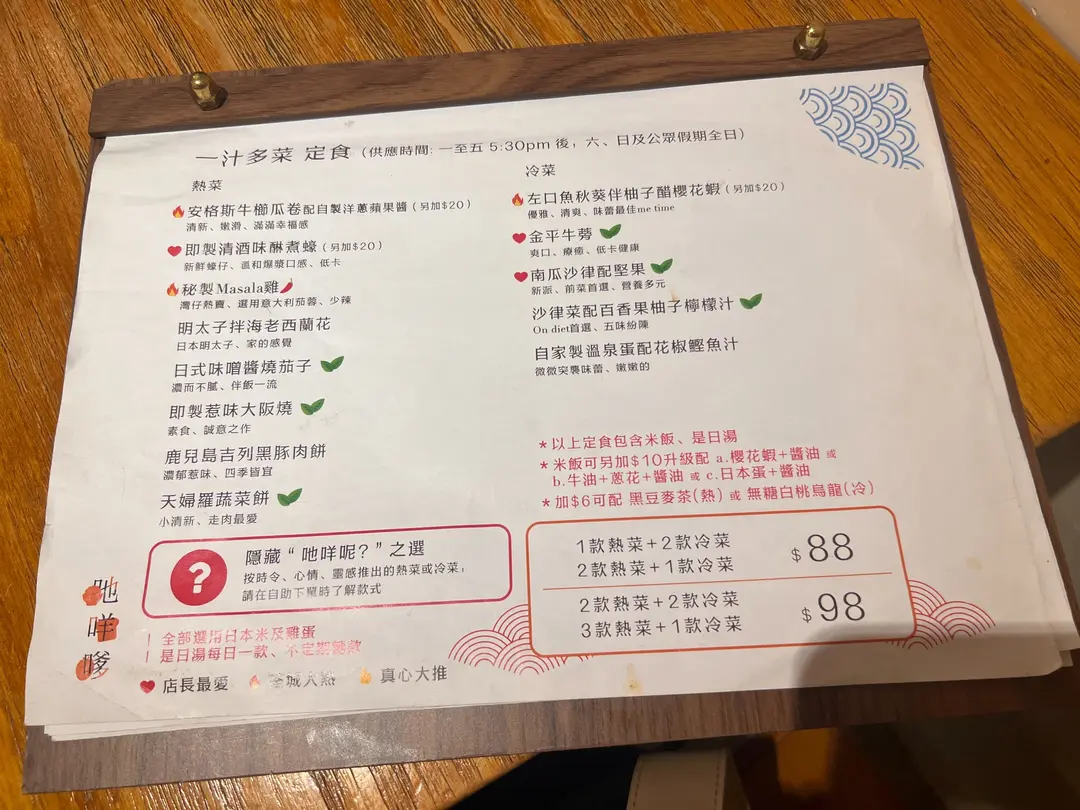 一汁多菜 定食 (供應時間: 一至五 5:30pm 後，六、日及公眾假期全日)
熱菜
安格斯牛櫛瓜卷配自製洋蔥蘋果醬 (另加$20)
清新、嫩滑、滿滿幸福感
即製清酒味醂煮蠔 (另加$20)
新鮮蠔仔、溫和爆漿口感、低卡
秘製Masala雞
灣仔熱賣、選用意大利茄蓉、少辣
明太子拌海老西蘭花
日本明太子、家的感覺
日式味噌醬燒茄子
濃而不膩、伴飯一流
即製惹味大阪燒
素食、誠意之作
鹿兒島吉列黑豚肉餅
濃郁惹味、四季皆宜
天婦羅蔬菜餅
小清新、走肉最愛
冷菜
左口魚秋葵伴柚子醋櫻花蝦 (另加$20)
優雅、清爽、味蕾最佳me time
金平牛蒡
爽口、療癒、低卡健康
南瓜沙律配堅果
新派、前菜首選、營養多元
沙律菜配百香果柚子檸檬汁
On diet首選、五味紛陳
自家製溫泉蛋配花椒鰹魚汁
微微突襲味蕾、嫩嫩的
*以上定食包含米飯、是日湯
*米飯可另加$10升級配 a.櫻花蝦+醬油 或
b.牛油+蔥花+醬油 或 c.日本蛋+醬油
*加$6可配 黑豆麥茶(熱) 或 無糖白桃烏龍(冷)
?
隱藏“吔咩呢?”之選
按時令、心情、靈感推出的熱菜或冷菜，
請在自助下單時了解款式
1款熱菜+2款冷菜
2款熱菜+1款冷菜
$88
2款熱菜+2款冷菜
3款熱菜+1款冷菜
$98
吔咩嗲
全部選用日本米及雞蛋
是日湯每日一款、不定期
店長最愛 全城大熱 真心大推